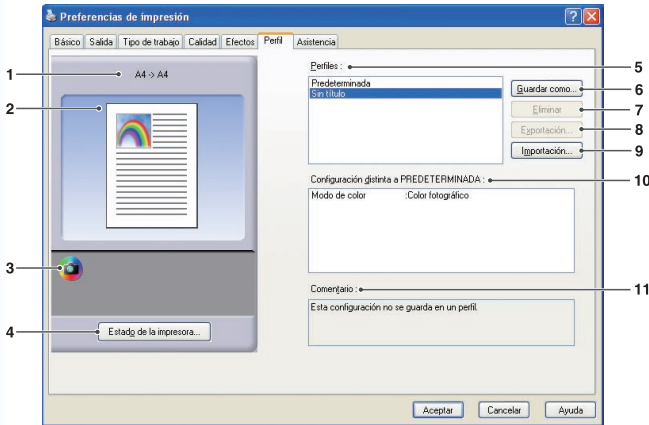 Preferencias de impresión
Básico Salida Tipo de trabajo Calidad Efectos Perfil Asistencia
1
A4 -> A4
2
3
4
Estado de la impresora...
Perfiles :
5
Predeterminada
Sin título
Guardar como...
6
Eliminar
7
Exportación...
8
Importación...
9
Configuración distinta a PREDETERMINADA :
10
Modo de color :Color fotográfico
Comentario :
11
Esta configuración no se guarda en un perfil.
Aceptar Cancelar Ayuda